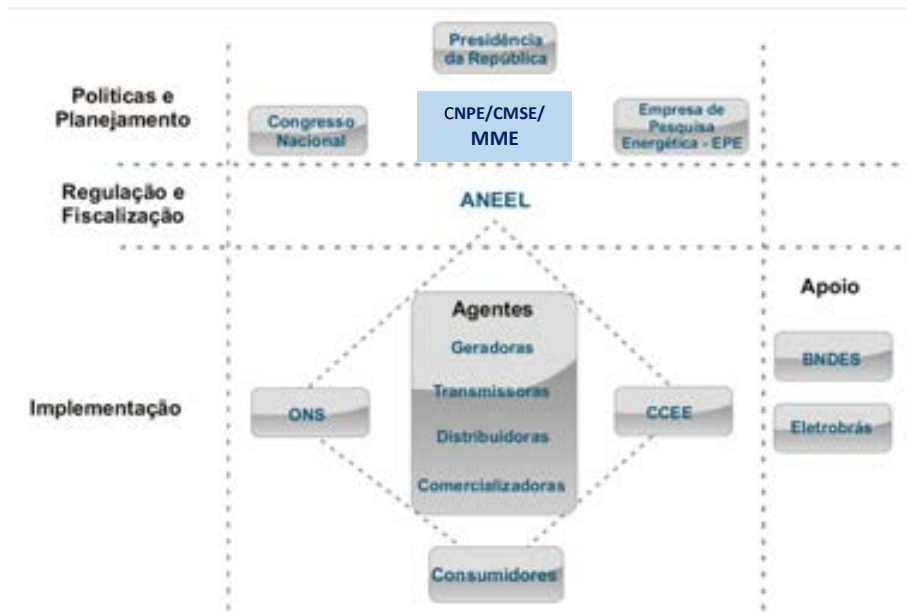 Presidência
da República
Politicas e
Planejamento
Congresso
Nacional
CNPE/CMSE/
MME
Empresa de
Pesquisa
Energética - EPE
Regulação e
Fiscalização
ANEEL
Agentes
Geradoras
Transmissoras
Distribuidoras
Comercializadoras
Apoio
BNDES
Eletrobrás
Implementação
ONS
CCEE
Consumidores